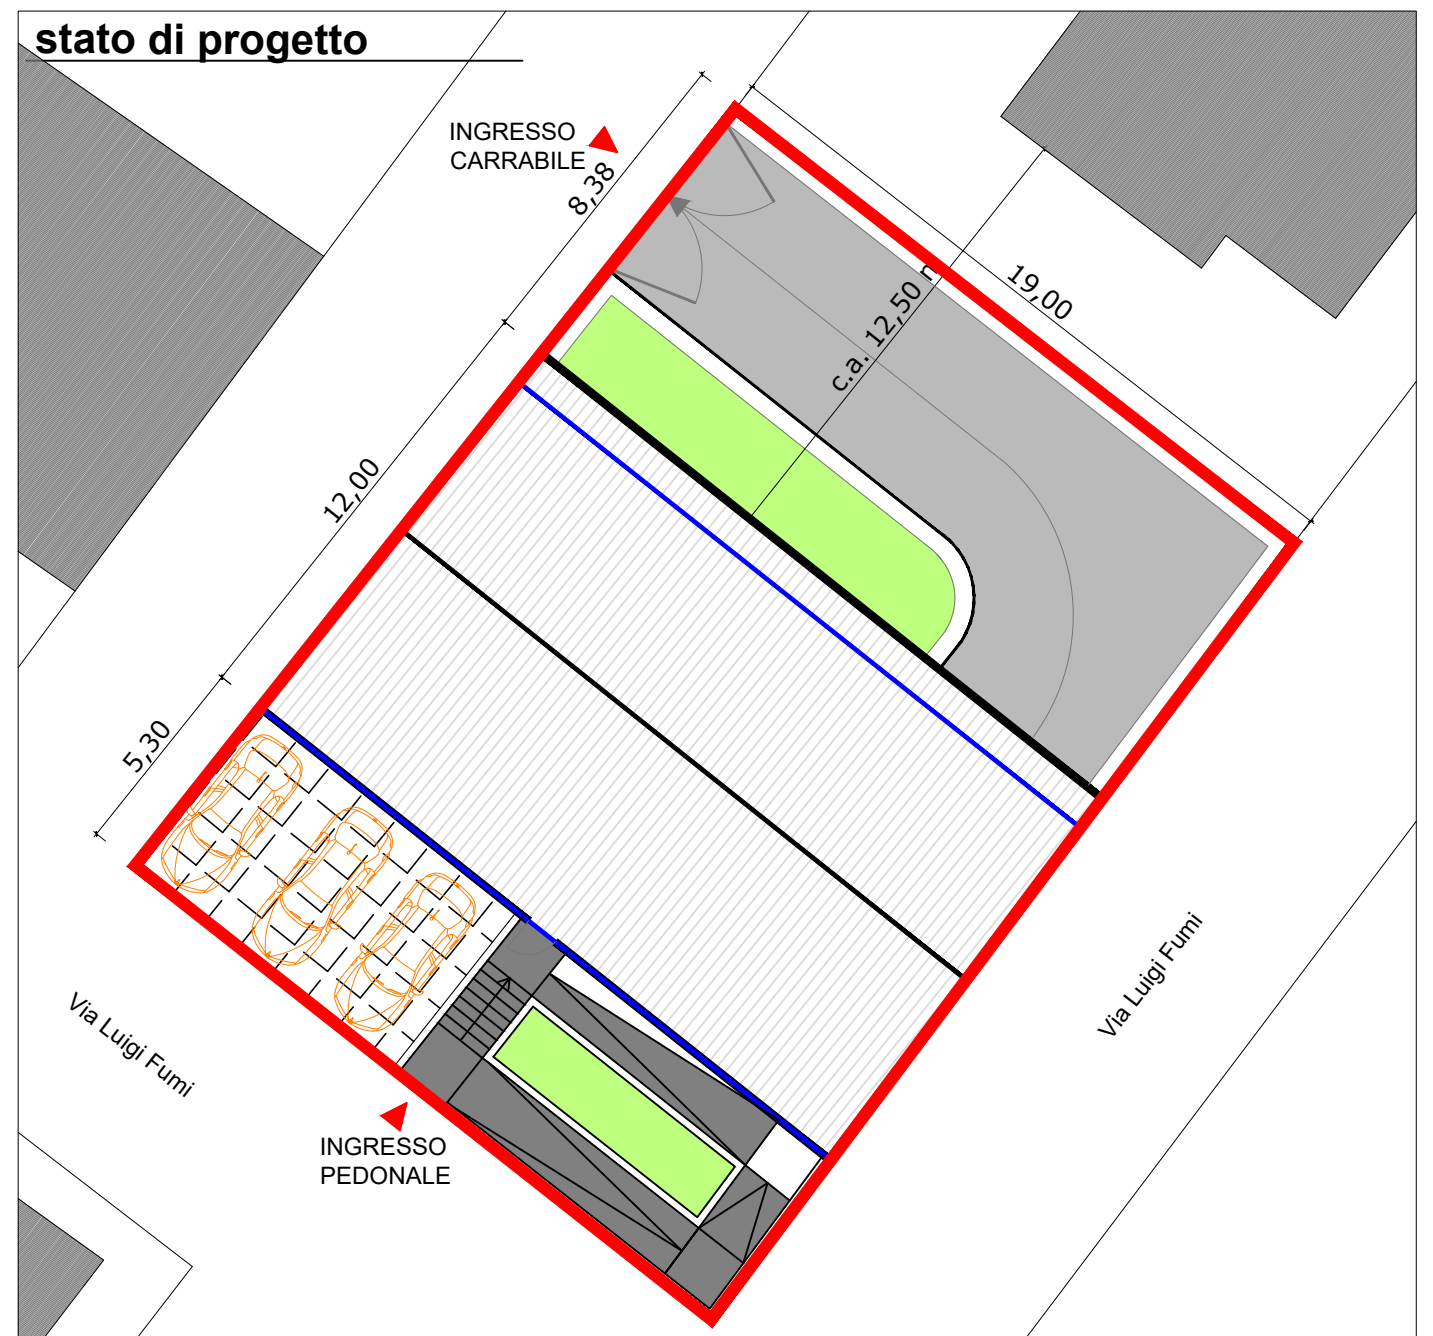 stato di progetto
INGRESSO
CARRABILE
8,38
19,00
c.a. 12,50
12,00
5,30
Via Luigi Fumi
Via Luigi Fumi
INGRESSO
PEDONALE